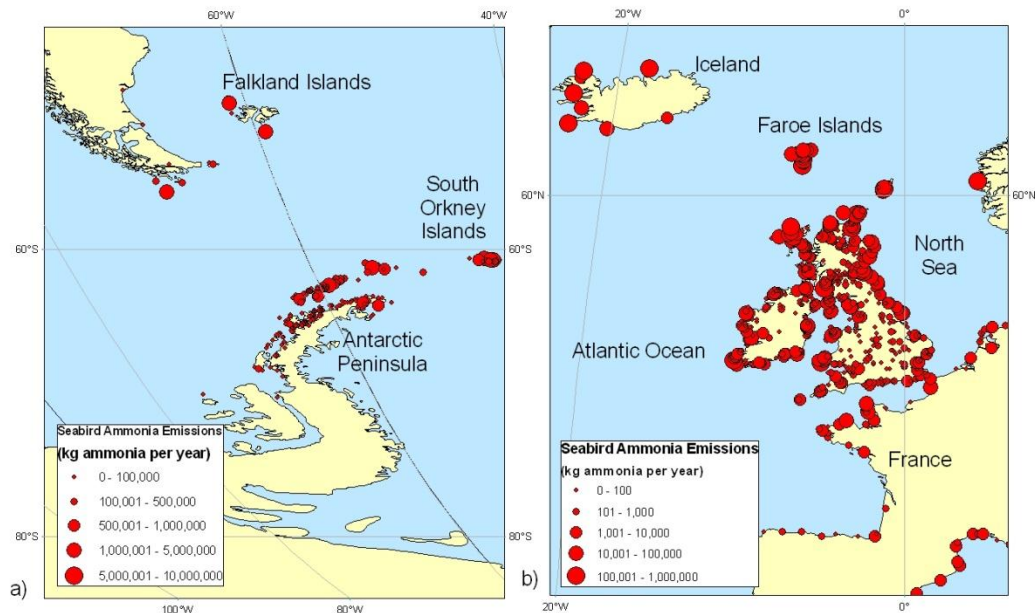 60°W
40°W
Falkland Islands
South
Orkney
Islands
60°S
60°S
Antarctic
Peninsula
Seabird Ammonia Emissions
(kg ammonia per year)
0 - 100,000
100,001 - 500,000
500,001 - 1,000,000
1,000,001 - 5,000,000
5,000,001 - 10,000,000
80°S
80°S
a)
100°W
80°W
20°W
0°
Iceland
Faroe Islands
60°N
60°N
North
Sea
Atlantic Ocean
France
Seabird Ammonia Emissions
(kg ammonia per year)
0 - 100
101 - 1,000
1,001 - 10,000
10,001 - 100,000
100,001 - 1,000,000
b)
20°W
0°